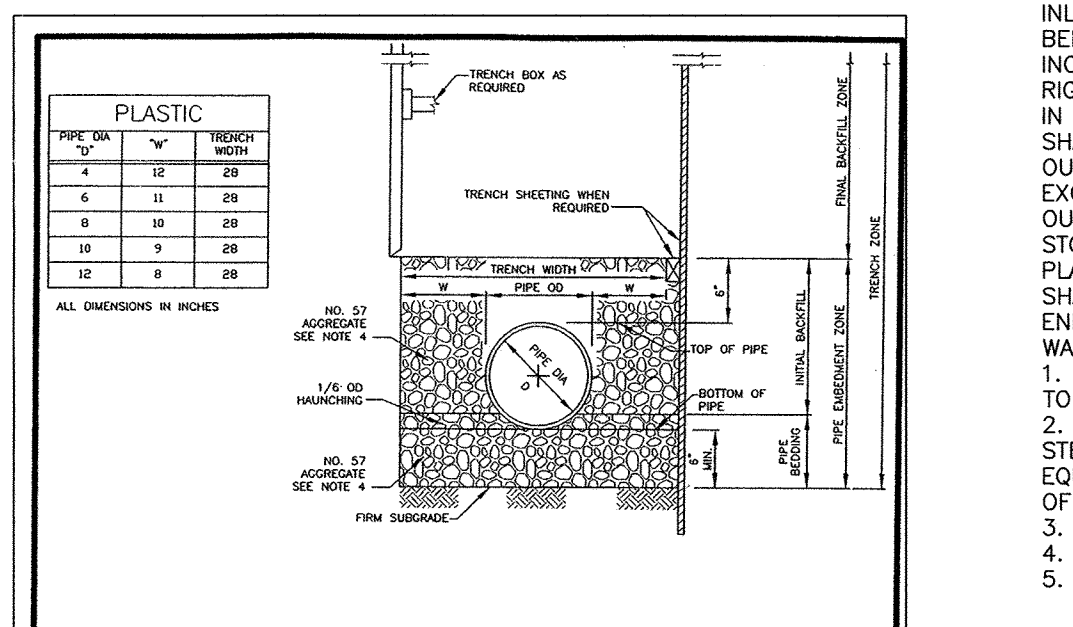 PLASTIC
PIPE DIA "D" "W" TRENCH WIDTH
4 12 28
6 11 28
8 10 28
10 9 28
12 8 28
ALL DIMENSIONS IN INCHES
TRENCH BOX AS
REQUIRED
TRENCH SHEETING WHEN
REQUIRED
TRENCH WIDTH
W PIPE OD W
NO. 57
AGGREGATE
SEE NOTE 4
1/6 OD
HAUNCHING
NO. 57
AGGREGATE
SEE NOTE 4
FIRM SUBGRADE
PIPE DIA
D
6"
TOP OF PIPE
BOTTOM OF
PIPE
6"
MIN.
PIPE
BEDDING
INITIAL BACKFILL
PIPE EMBEDMENT ZONE
FINAL BACKFILL ZONE
TRENCH ZONE
INL
BE
INC
RIG
IN
SHA
OU
EXC
OU
STO
PLA
SHA
EN
WA
1.
TO
2.
STE
EQ
OF
3.
4.
5.